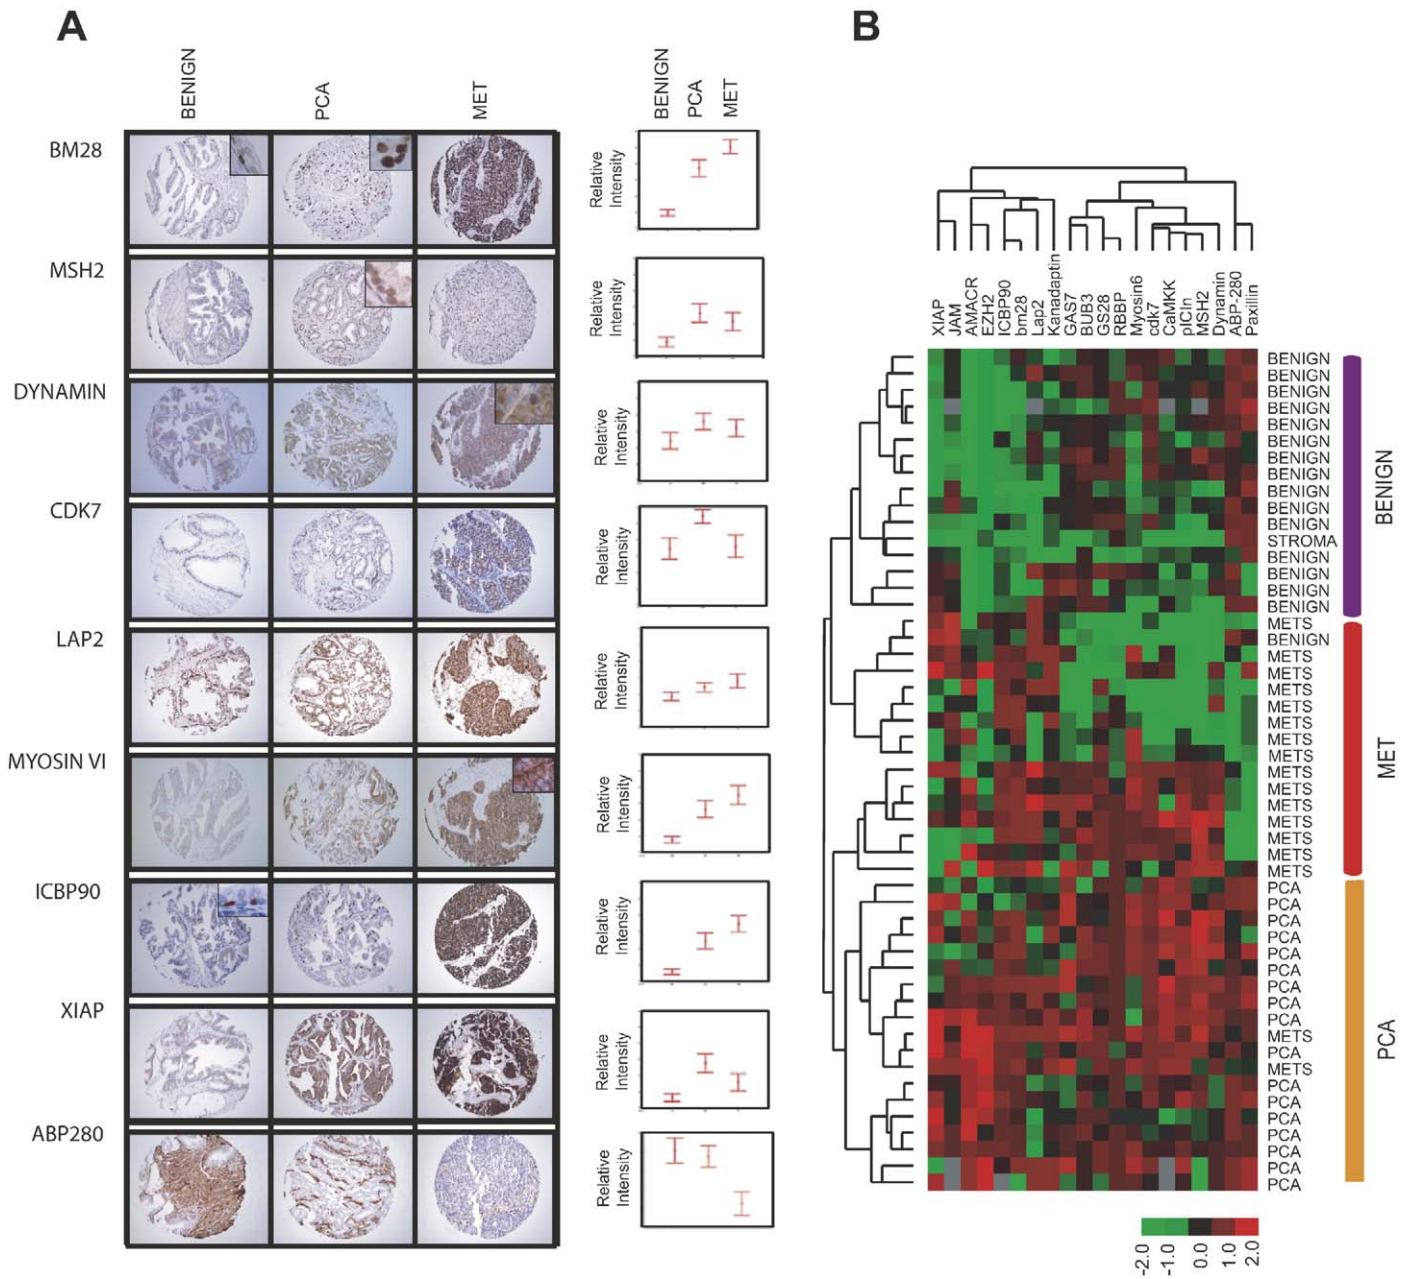 A
BENIGN
PCA
MET
BENIGN
PCA
MET
BM28
Relative
Intensity
MSH2
Relative
Intensity
DYNAMIN
Relative
Intensity
CDK7
Relative
Intensity
LAP2
Relative
Intensity
MYOSIN VI
Relative
Intensity
ICBP90
Relative
Intensity
XIAP
Relative
Intensity
ABP280
Relative
Intensity
B
XIAP
JAM
AMACR
EZH2
ICBP90
bm28
Lap2
Kanadaptin
GAS7
BUB3
GS28
RBBP
Myosin6
cdk7
CaMKK
pICln
MSH2
Dynamin
ABP-280
Paxillin
BENIGN
BENIGN
BENIGN
BENIGN
BENIGN
BENIGN
BENIGN
BENIGN
BENIGN
BENIGN
BENIGN
STROMA
BENIGN
BENIGN
BENIGN
BENIGN
METS
BENIGN
METS
METS
METS
METS
METS
METS
METS
METS
METS
METS
METS
METS
METS
METS
PCA
PCA
PCA
PCA
PCA
PCA
PCA
PCA
PCA
METS
PCA
METS
PCA
PCA
PCA
PCA
PCA
PCA
PCA
BENIGN
MET
PCA
-2.0
-1.0
0.0
1.0
2.0